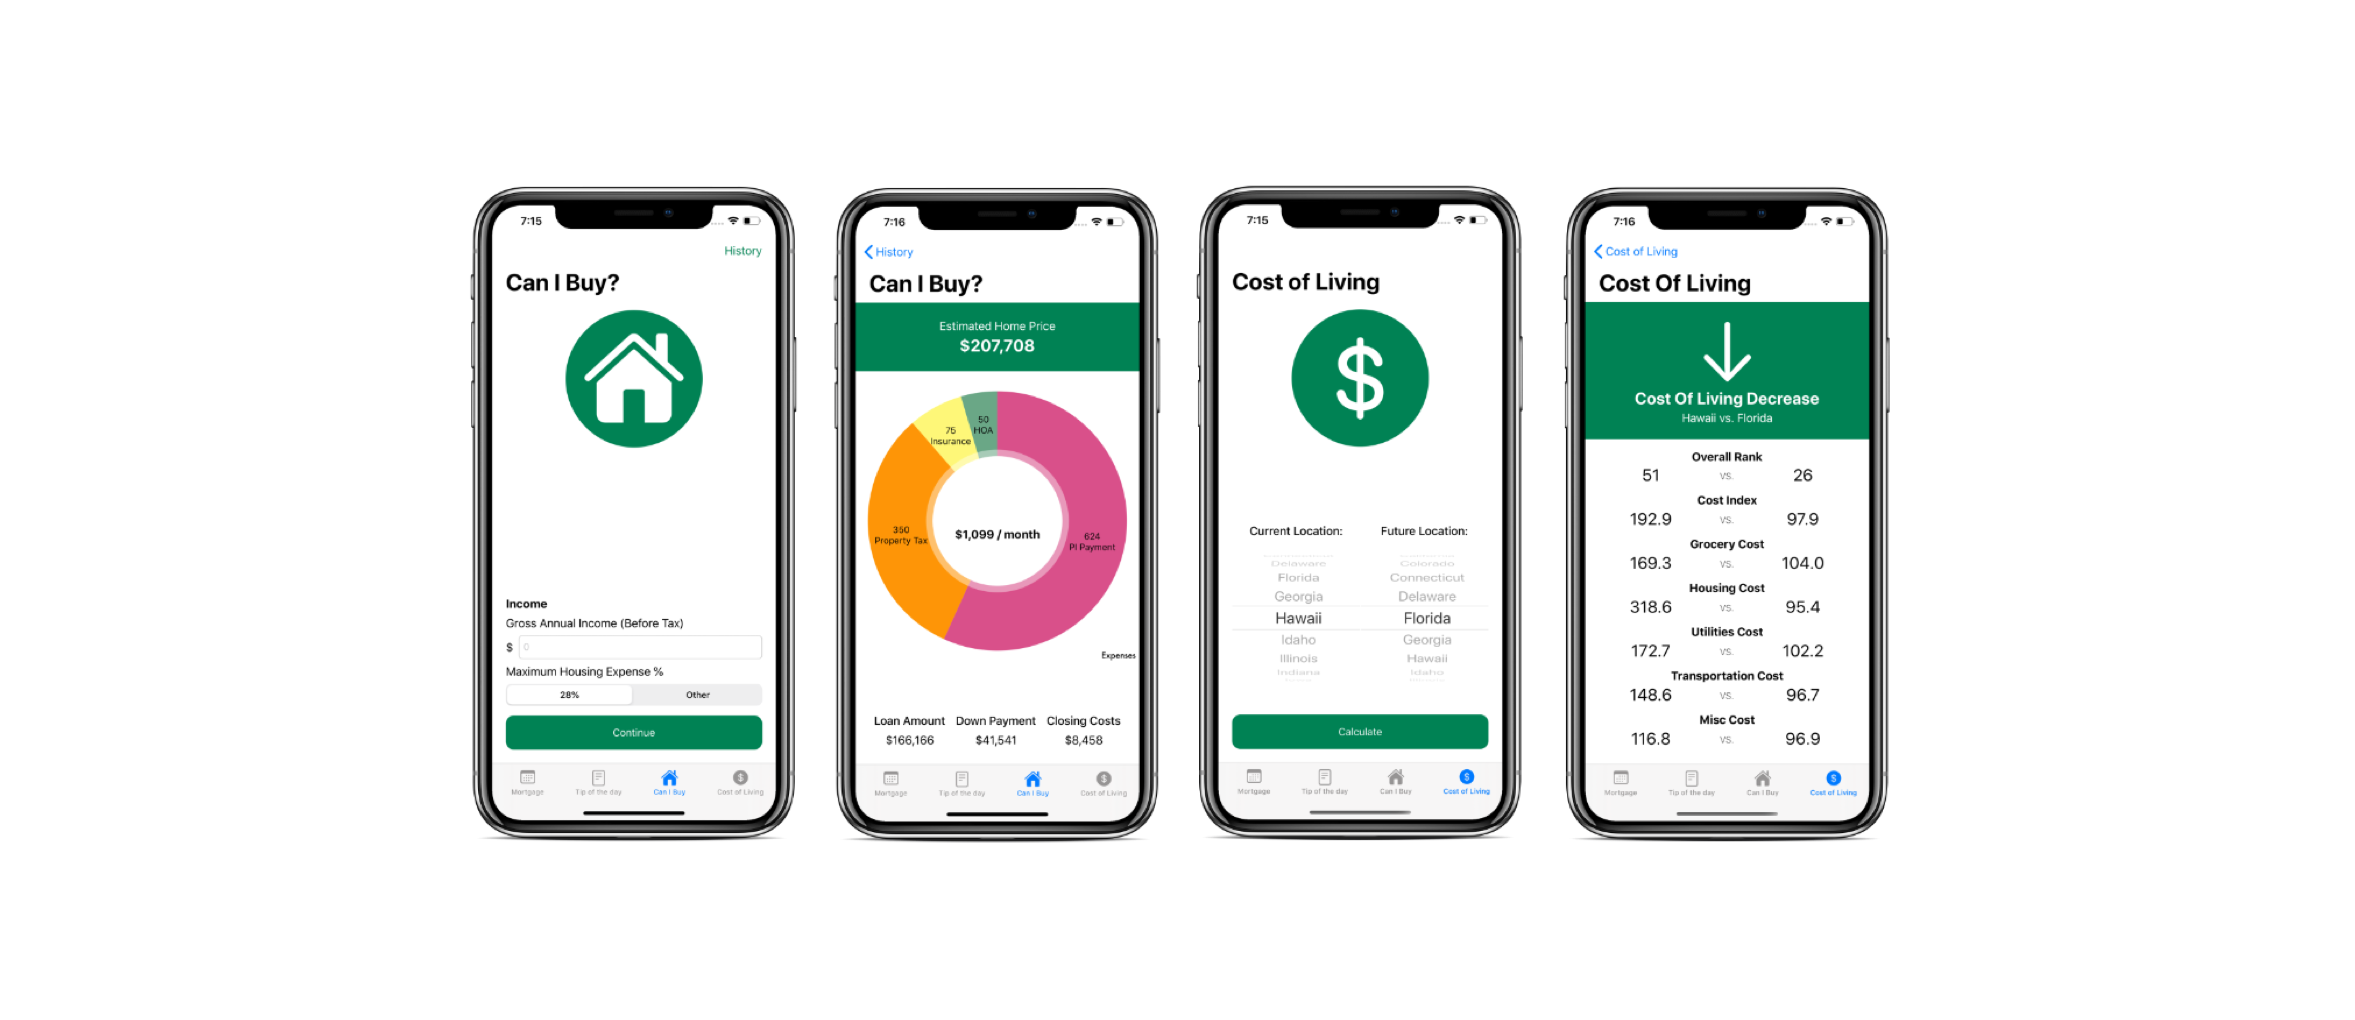 7:15
History
Can I Buy?
Income
Gross Annual Income (Before Tax)
$ 0
Maximum Housing Expense %
28% Other
Continue
Mortgage Tip of the day Can I Buy Cost of Living
7:16
History
Can I Buy?
Estimated Home Price
$207,708
50
HOA
75
Insurance
350
Property Tax
$1,099 / month
624
PI Payment
Expenses
Loan Amount Down Payment Closing Costs
$166,166 $41,541 $8,458
Mortgage Tip of the day Can I Buy Cost of Living
7:15
Cost of Living
$
Current Location: Future Location:
Delaware Colorado
Florida Connecticut
Georgia Delaware
Hawaii Florida
Idaho Georgia
Illinois Hawaii
Indiana Idaho
Calculate
Mortgage Tip of the day Can I Buy Cost of Living
7:16
Cost of Living
Cost Of Living
Cost Of Living Decrease
Hawaii vs. Florida
Overall Rank
51 vs. 26
Cost Index
192.9 vs. 97.9
Grocery Cost
169.3 vs. 104.0
Housing Cost
318.6 vs. 95.4
Utilities Cost
172.7 vs. 102.2
Transportation Cost
148.6 vs. 96.7
Misc Cost
116.8 vs. 96.9
Mortgage Tip of the day Can I Buy Cost of Living